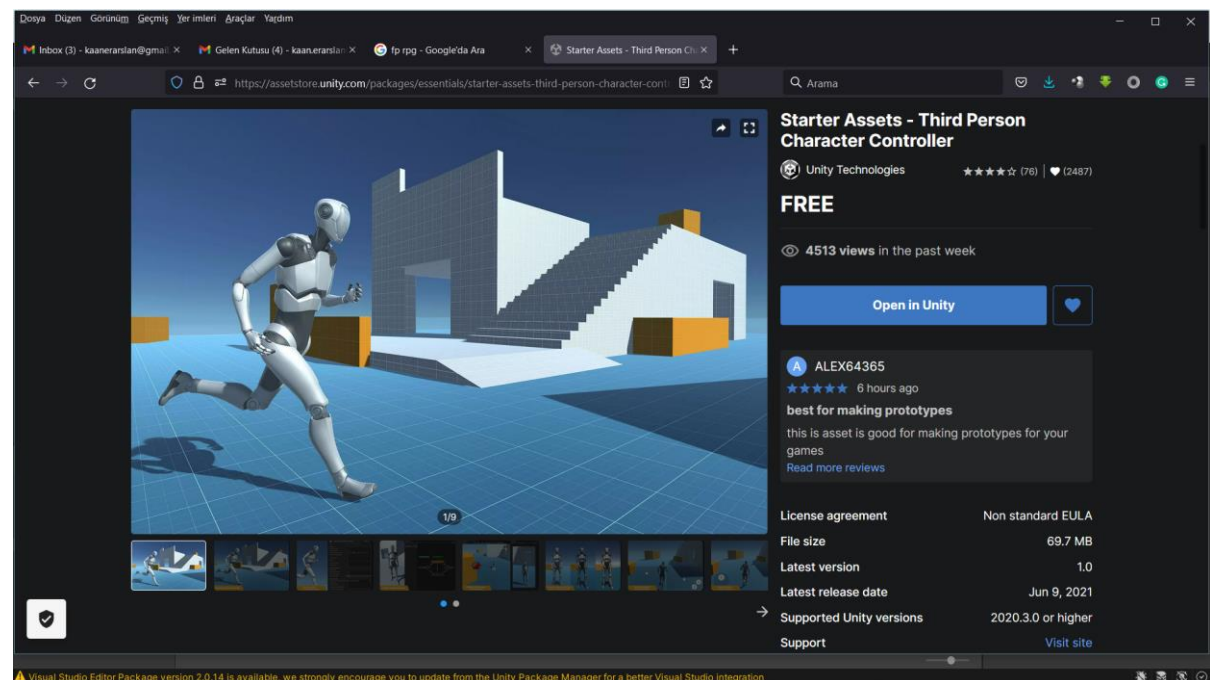 Dosya Düzen Görünüm Geçmiş Yer imleri Araçlar Yardım
Inbox (3) - kaanerarslan@gmail
Gelen Kutusu (4) - kaan.erarslan
fp rpg - Google'da Ara
Starter Assets - Third Person Ch
https://assetstore.unity.com/packages/essentials/starter-assets-third-person-character-contr
Arama
Starter Assets - Third Person
Character Controller
Unity Technologies
(76) | (2487)
FREE
4513 views in the past week
Open in Unity
A ALEX64365
6 hours ago
best for making prototypes
this is asset is good for making prototypes for your
games
Read more reviews
1/9
License agreement Non standard EULA
File size 69.7 MB
Latest version 1.0
Latest release date Jun 9, 2021
Supported Unity versions 2020.3.0 or higher
Support Visit site
Visual Studio Editor Package version 2.0.14 is available, we strongly encourage you to update from the Unity Package Manager for a better Visual Studio integration